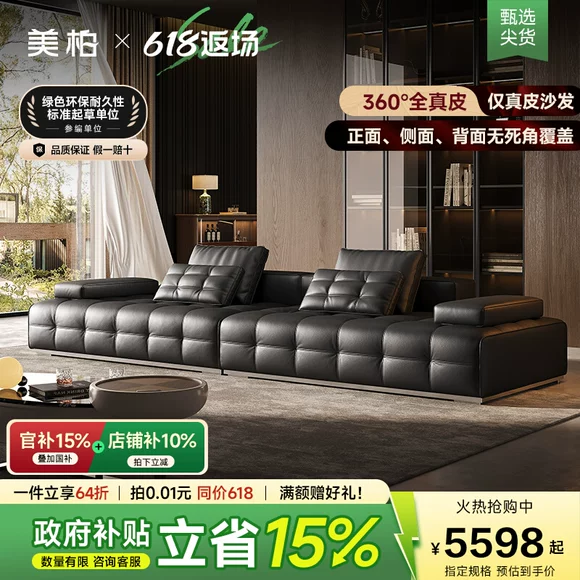 美柏 × 618返场
Sale
甄选
尖货
绿色环保耐久性
标准起草单位
参编单位
保 品质保证 假一赔十
360°全真皮 仅真皮沙发
正面、侧面、背面无死角覆盖
官补15% + 店铺补10%
叠加国补 拍下立减
一件立享64折 | 拍0.01元 同价618 | 满额赠好礼!
政府补贴 立省15%
数量有限 咨询客服
火热抢购中
¥5598起
指定规格 预估到手价